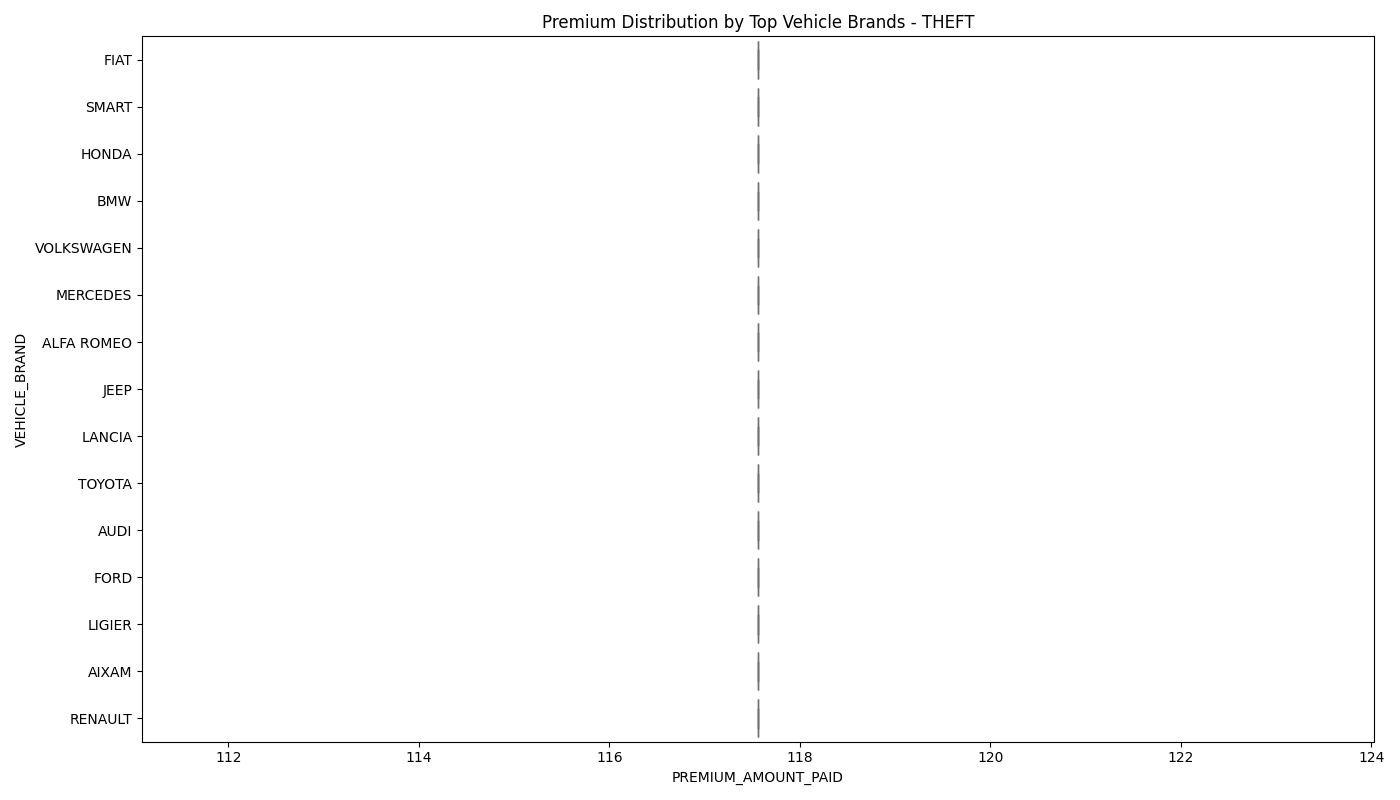 Premium Distribution by Top Vehicle Brands - THEFT
VEHICLE_BRAND
FIAT
SMART
HONDA
BMW
VOLKSWAGEN
MERCEDES
ALFA ROMEO
JEEP
LANCIA
TOYOTA
AUDI
FORD
LIGIER
AIXAM
RENAULT
112 114 116 118 120 122 124
PREMIUM_AMOUNT_PAID